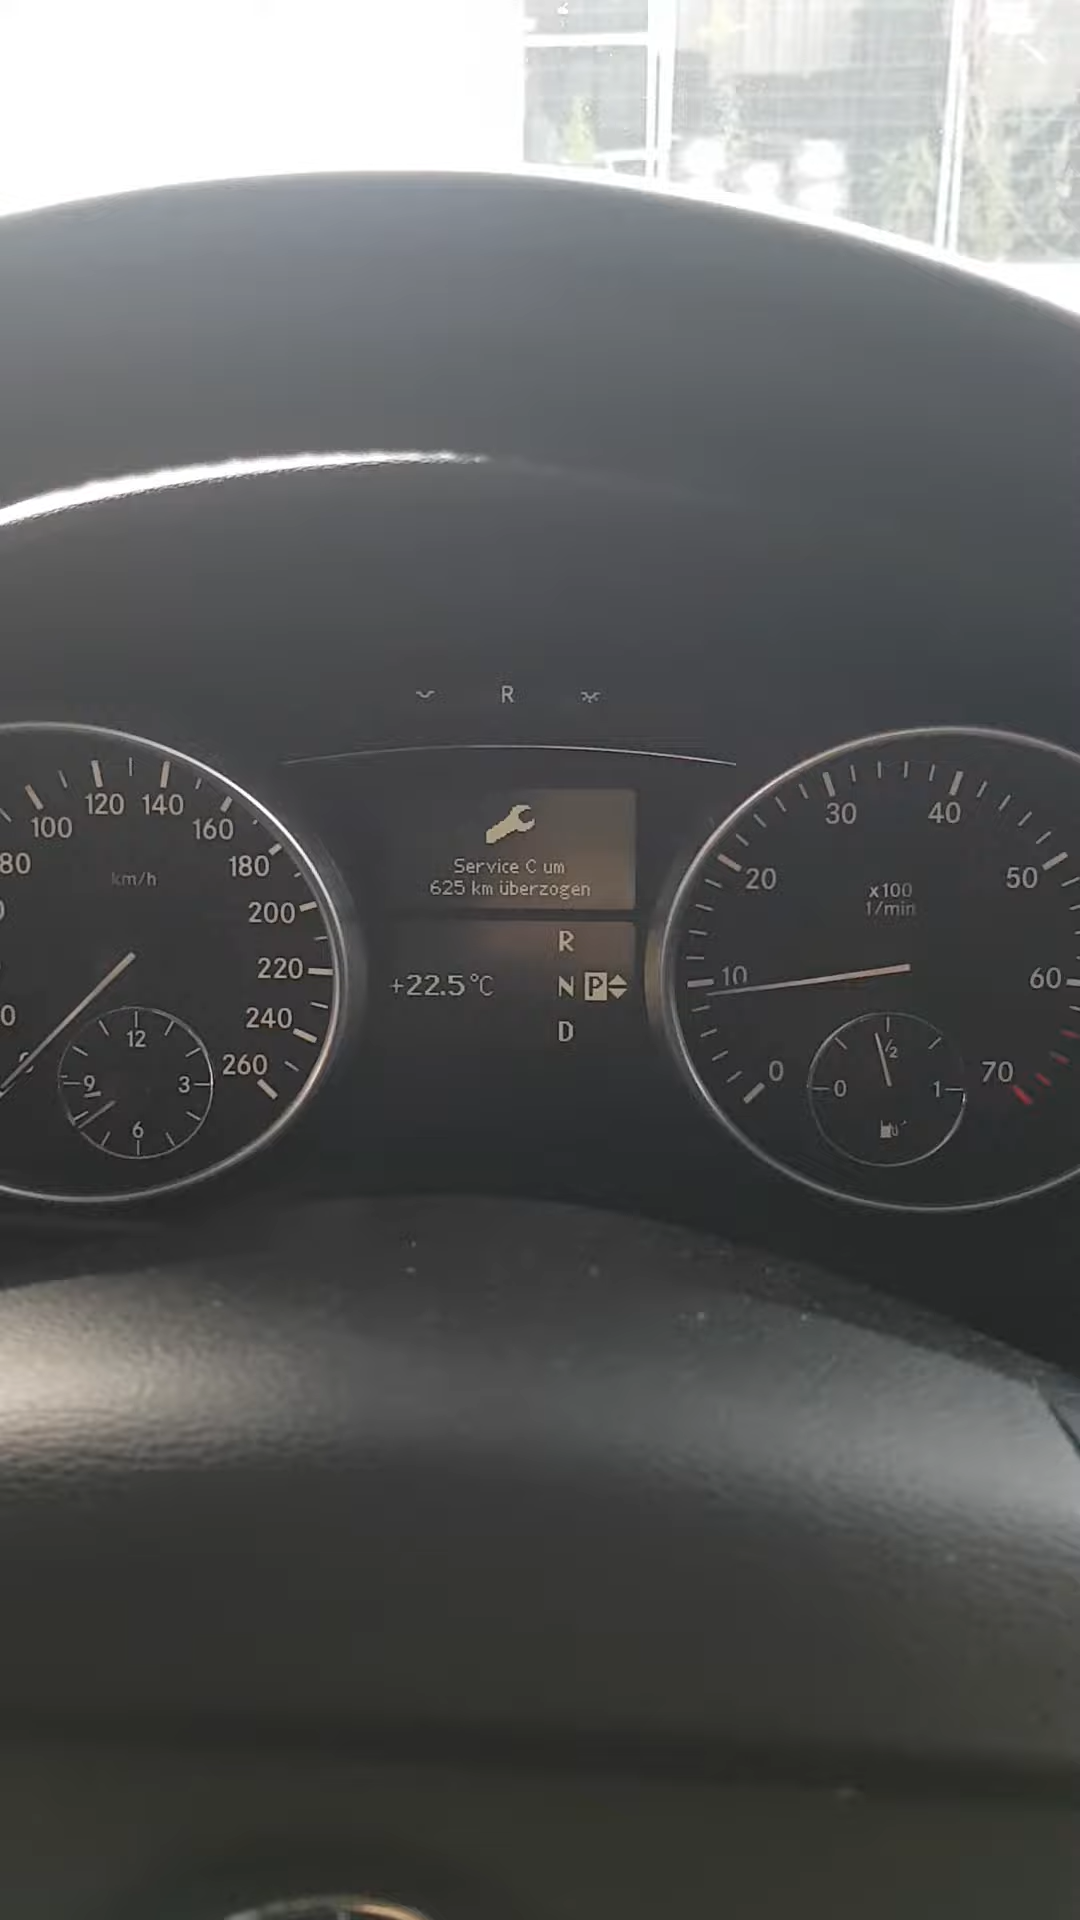 R
80
100
120
140
160
180
200
220
240
260
km/h
12
3
6
9
Service C um
625 km überzogen
+22.5°C
R
N P
D
0
10
20
30
40
50
60
70
x100
1/min
0
1/2
1